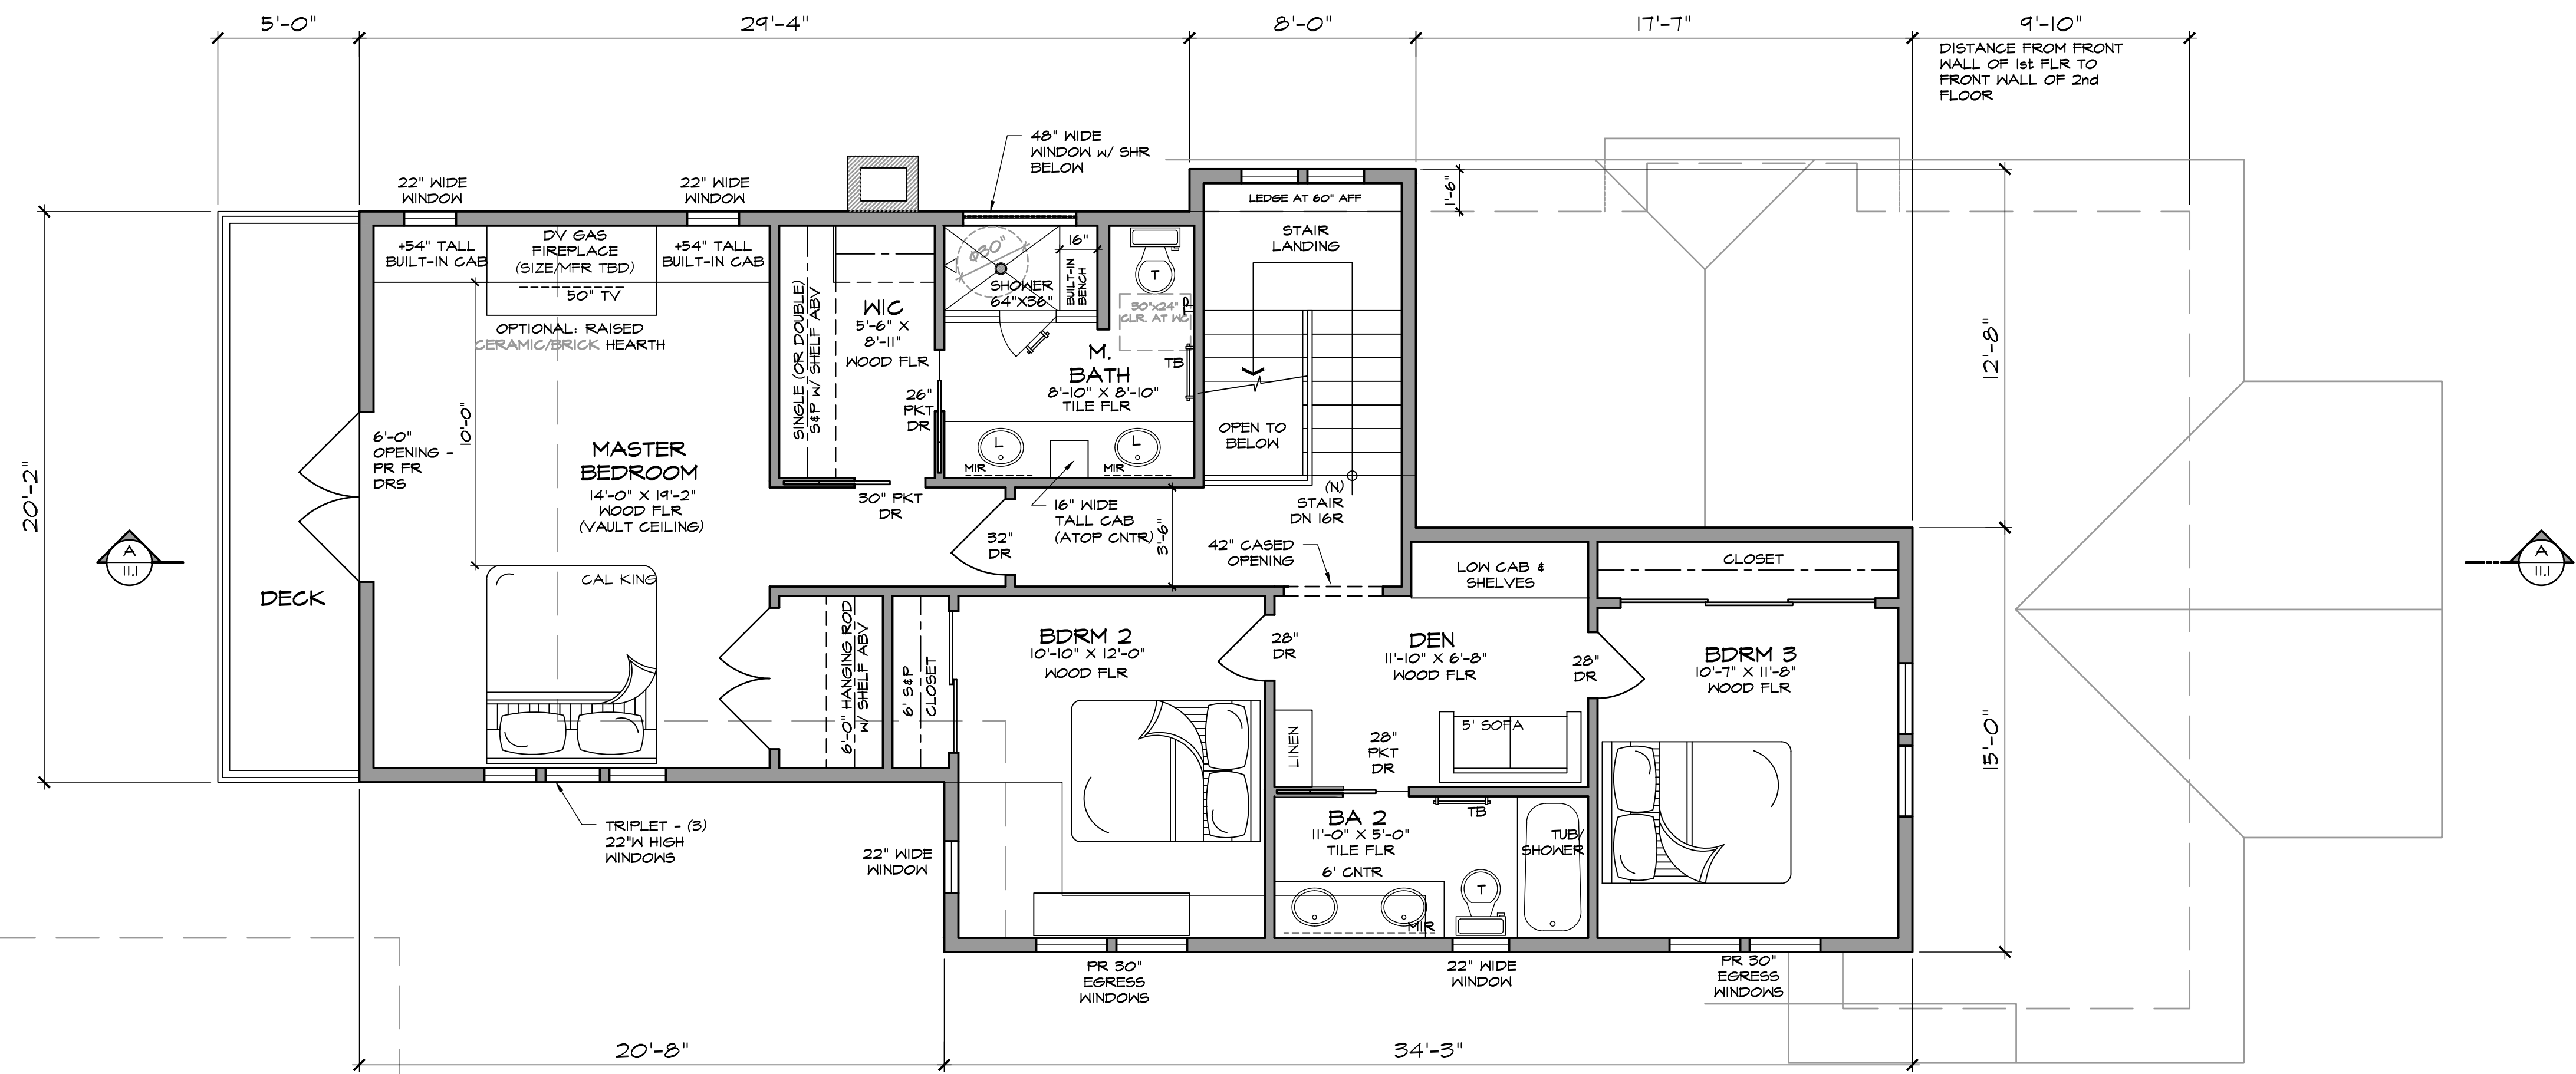 5'-0"
29'-4"
8'-0"
17'-7"
9'-10"
DISTANCE FROM FRONT
WALL OF 1st FLR TO
FRONT WALL OF 2nd
FLOOR
48" WIDE
WINDOW w/ SHR
BELOW
22" WIDE
WINDOW
22" WIDE
WINDOW
1'-6"
LEDGE AT 60" AFF
STAIR
LANDING
+54" TALL
BUILT-IN CAB
DV GAS
FIREPLACE
(SIZE/MFR TBD)
50" TV
+54" TALL
BUILT-IN CAB
OPTIONAL: RAISED
CERAMIC/BRICK HEARTH
SINGLE (OR DOUBLE)
S&P w/ SHELF ABV
WIC
5'-6" X
8'-11"
WOOD FLR
Ø30"
SHOWER
64"X36"
16"
BUILT-IN
BENCH
T
30"x24"
CLR. AT WC
TP
TB
M.
BATH
8'-10" X 8'-10"
TILE FLR
26"
PKT
DR
L
L
MIR
MIR
OPEN TO
BELOW
12'-8"
20'-2"
10'-0"
6'-0"
OPENING -
PR FR
DRS
MASTER
BEDROOM
14'-0" X 19'-2"
WOOD FLR
(VAULT CEILING)
30" PKT
DR
32"
DR
16" WIDE
TALL CAB
(ATOP CNTR)
3'-6"
(N)
STAIR
DN 16R
42" CASED
OPENING
A
11.1
A
11.1
DECK
CAL KING
LOW CAB &
SHELVES
CLOSET
6'-0" HANGING ROD
w/ SHELF ABV
6' S&P
CLOSET
BDRM 2
10'-10" X 12'-0"
WOOD FLR
28"
DR
DEN
11'-10" X 6'-8"
WOOD FLR
28"
DR
BDRM 3
10'-7" X 11'-8"
WOOD FLR
15'-0"
LINEN
28"
PKT
DR
5' SOFA
TRIPLET - (3)
22"W HIGH
WINDOWS
22" WIDE
WINDOW
BA 2
11'-0" X 5'-0"
TILE FLR
6' CNTR
TB
TUB/
SHOWER
T
MIR
PR 30"
EGRESS
WINDOWS
22" WIDE
WINDOW
PR 30"
EGRESS
WINDOWS
20'-8"
34'-3"